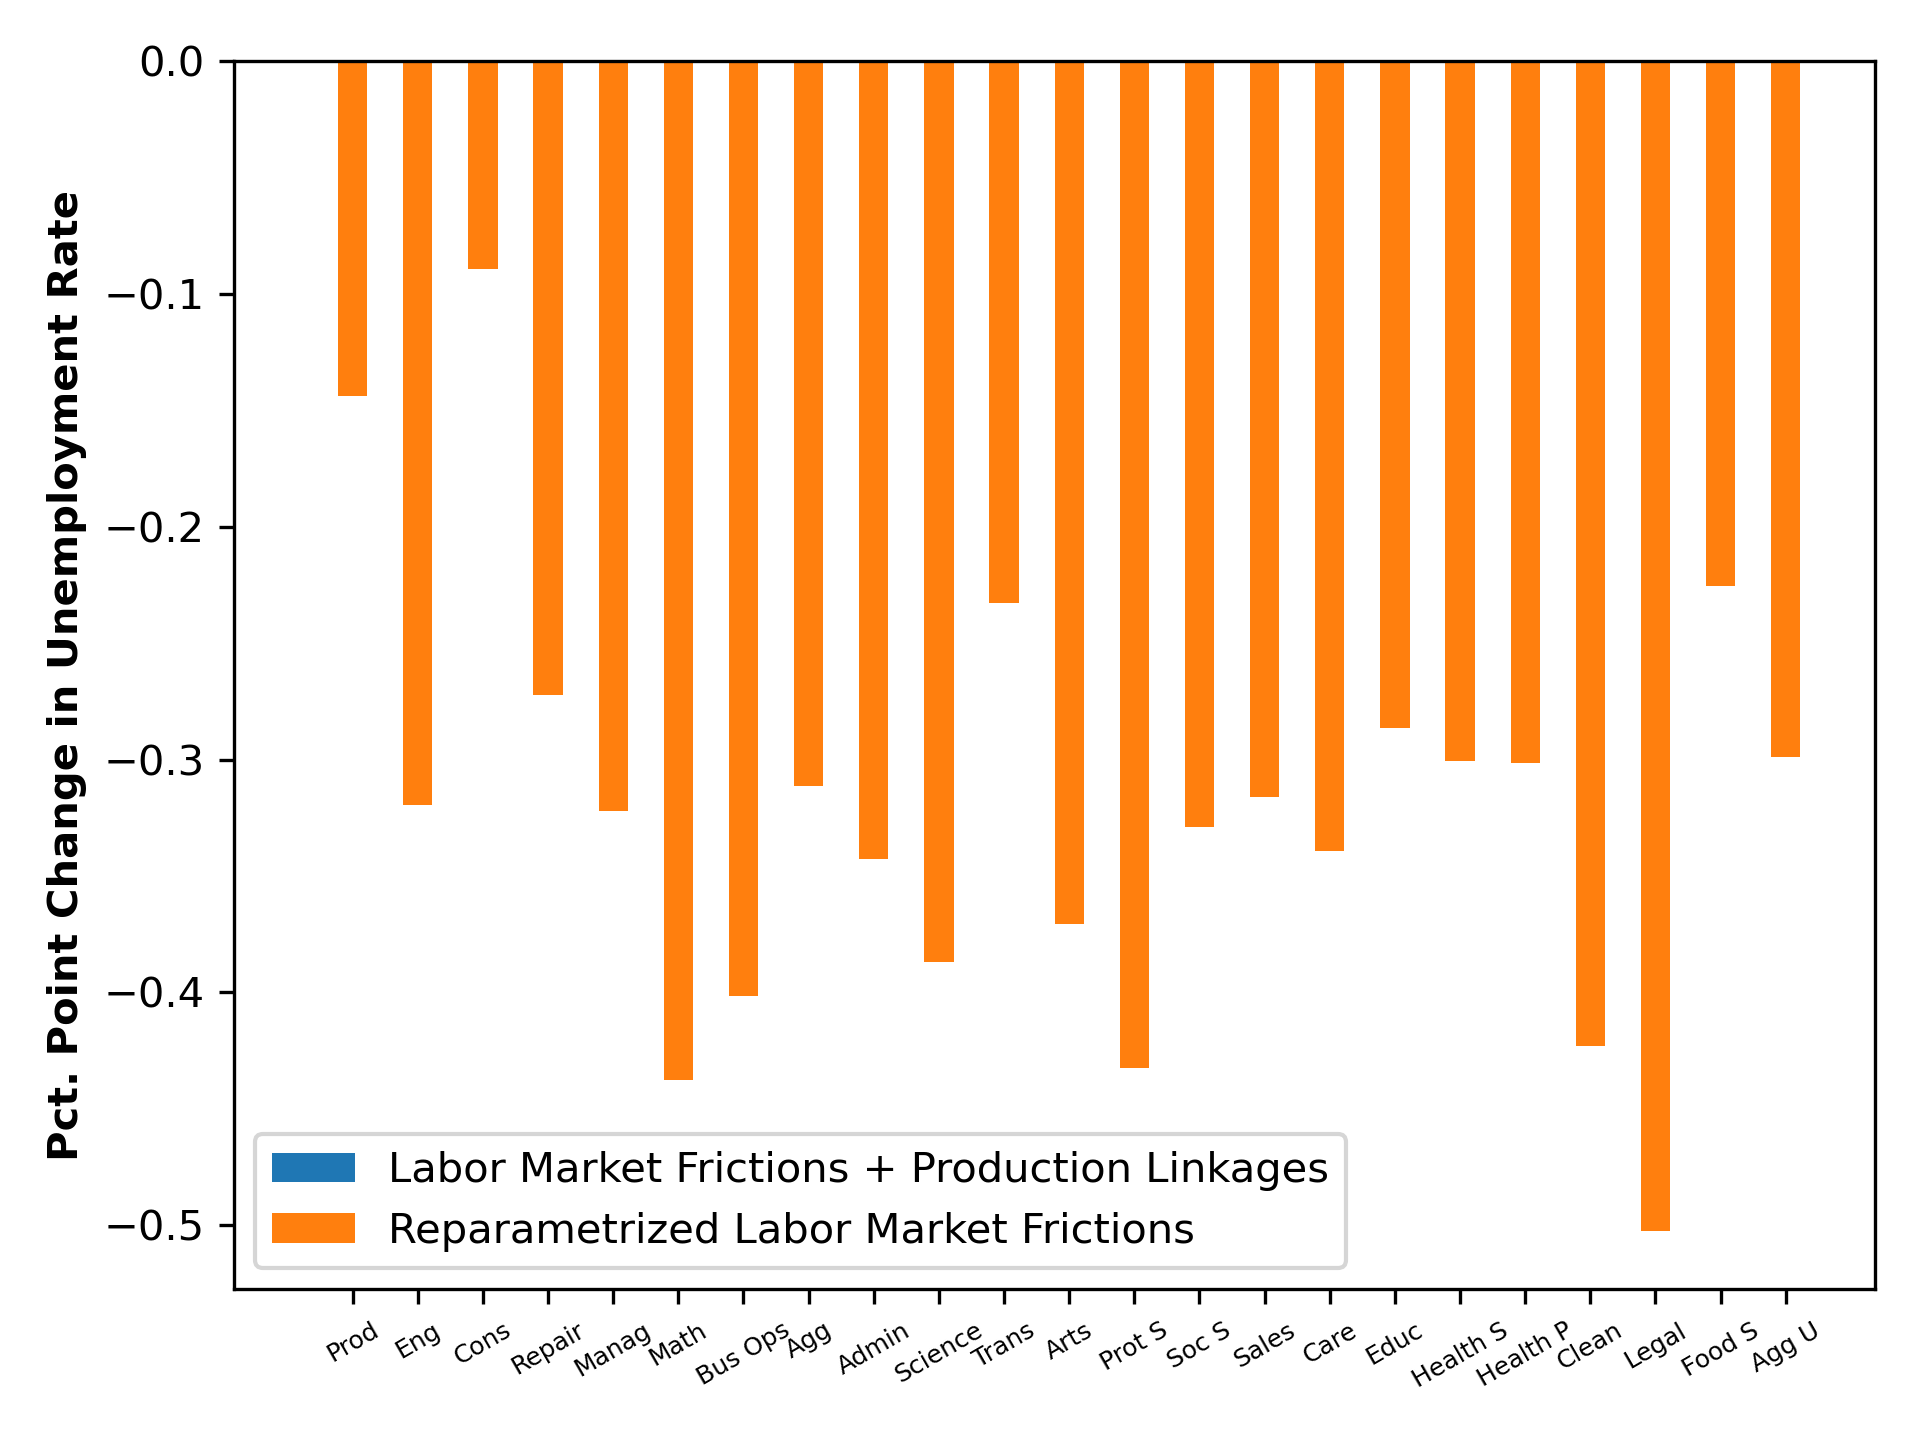 Pct. Point Change in Unemployment Rate
0.0
−0.1
−0.2
−0.3
−0.4
−0.5
Labor Market Frictions + Production Linkages
Reparametrized Labor Market Frictions
Prod
Eng
Cons
Repair
Manag
Math
Bus Ops
Agg
Admin
Science
Trans
Arts
Prot S
Soc S
Sales
Care
Educ
Health S
Health P
Clean
Legal
Food S
Agg U